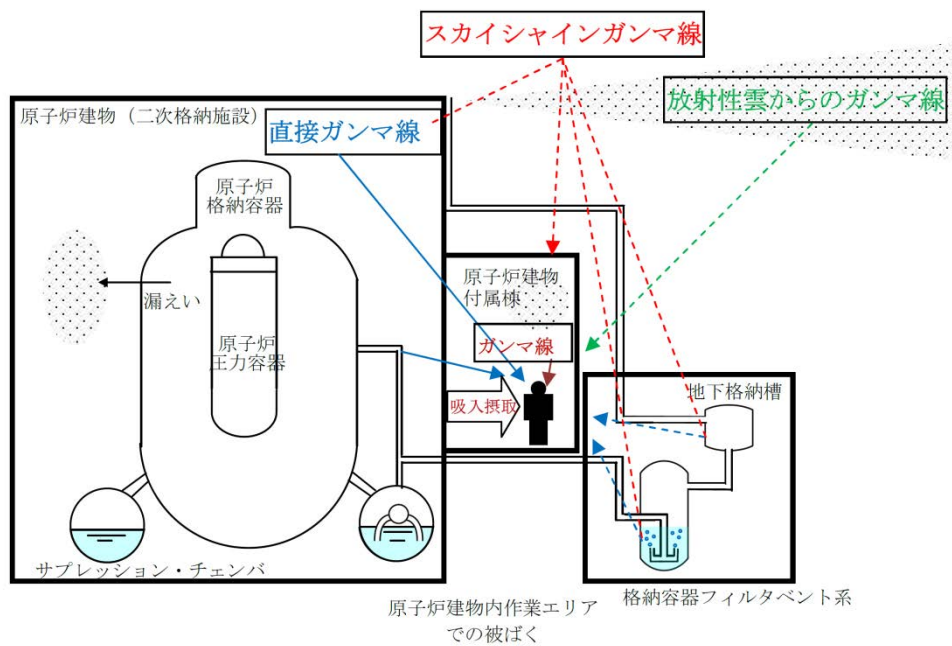 スカイシャインガンマ線
放射性雲からのガンマ線
原子炉建物（二次格納施設）
直接ガンマ線
原子炉
格納容器
漏えい
原子炉
圧力容器
原子炉建物
付属棟
ガンマ線
吸入摂取
地下格納槽
サプレッション・チェンバ
格納容器フィルタベント系
原子炉建物内作業エリア
での被ばく